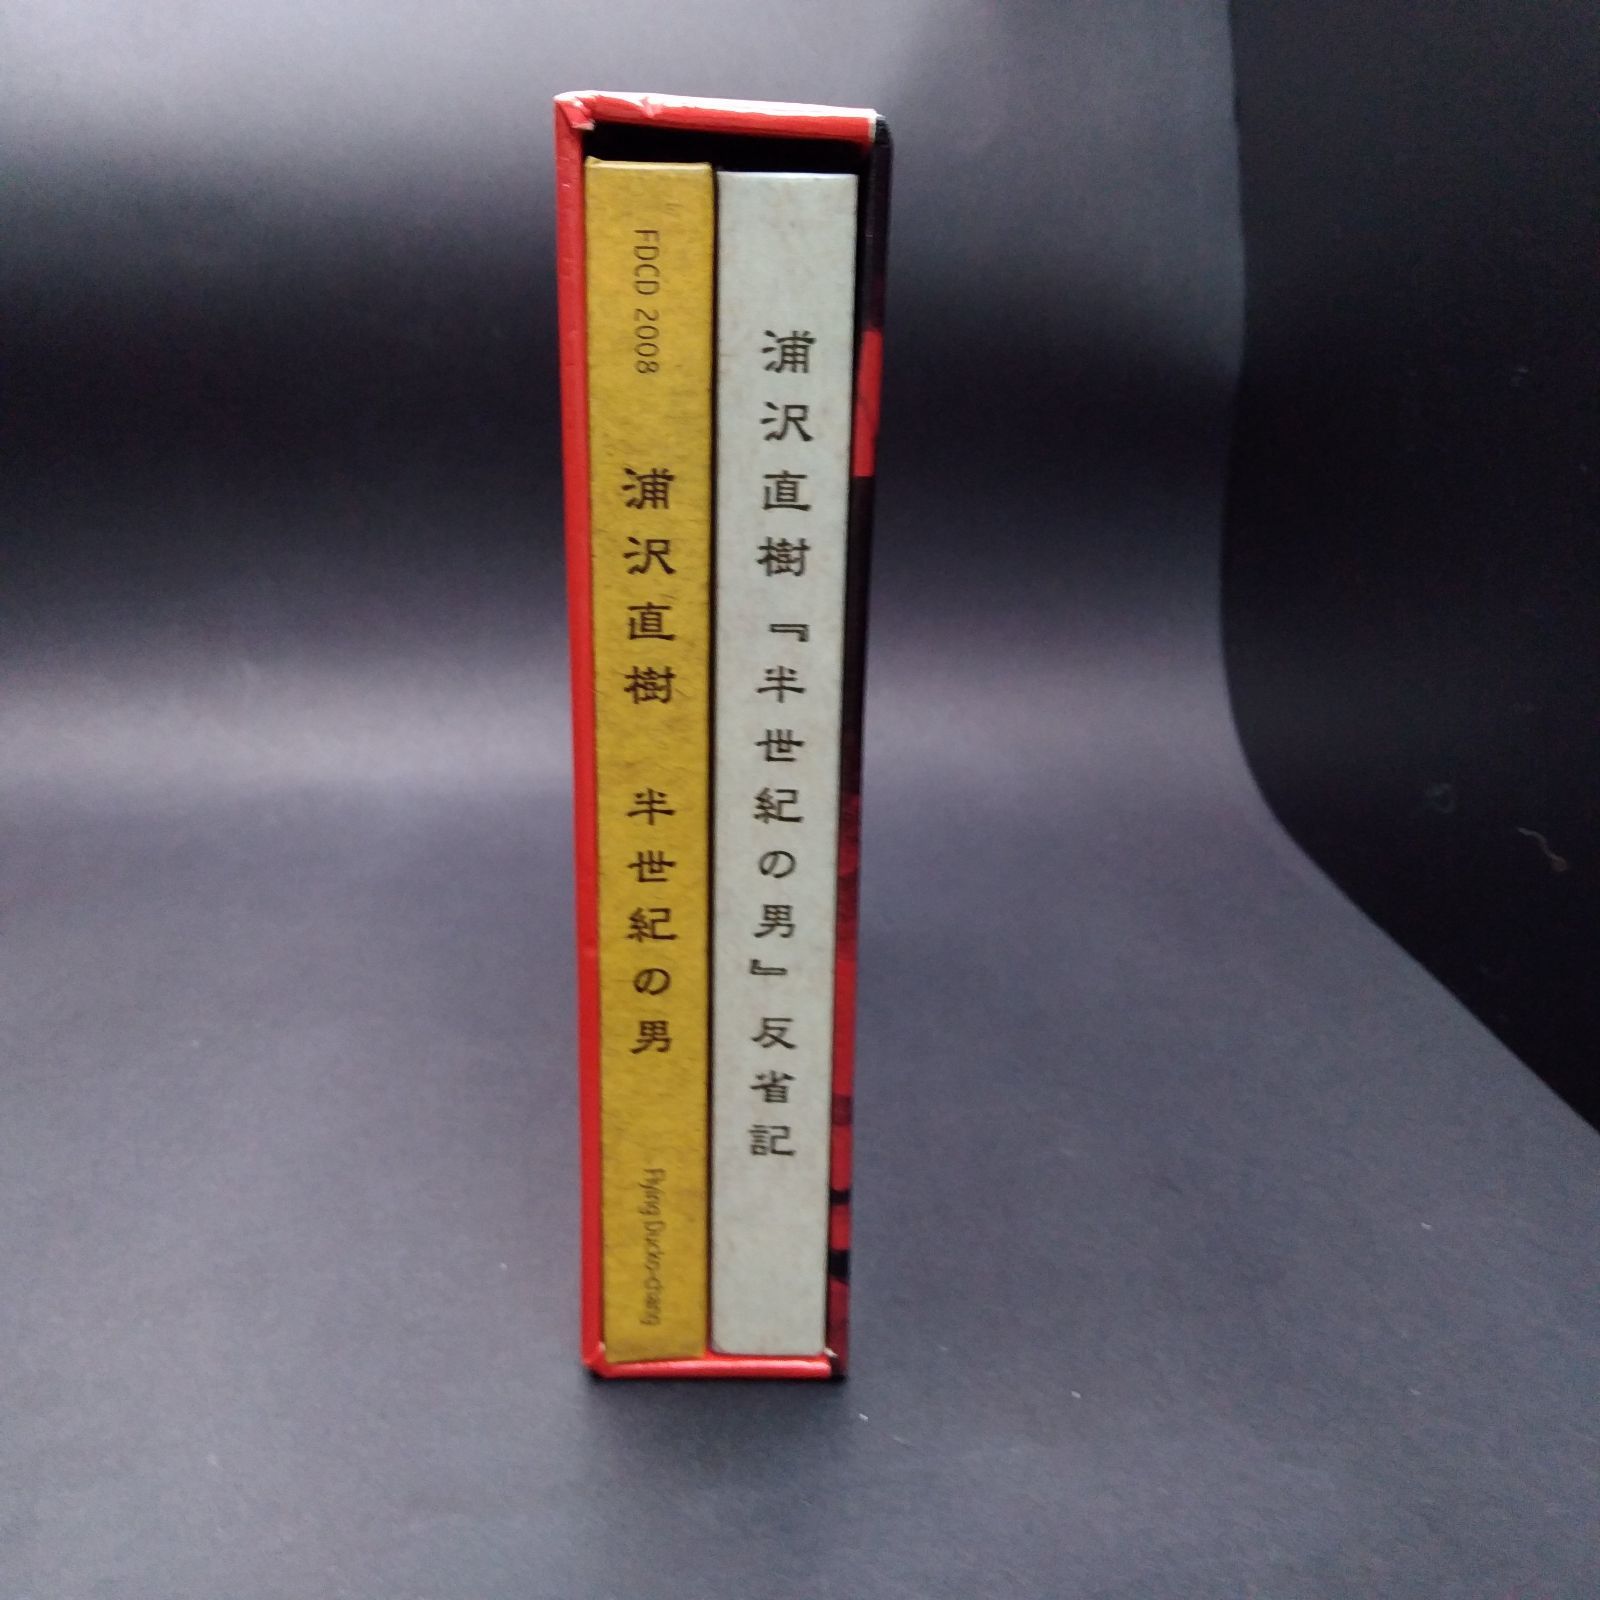 FDCD 2008
浦沢直樹 半世紀の男
Flying Ducko-chang
浦沢直樹『半世紀の男』反省記